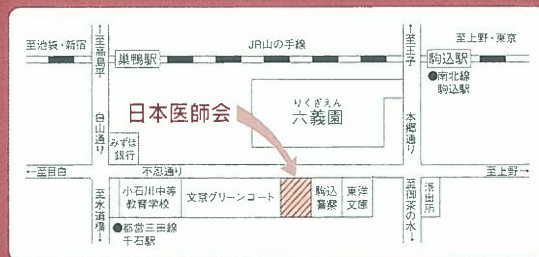 至池袋・新宿
←至高島平
JR山の手線
至王子→
至上野・東京
巣鴨駅
駒込駅
●南北線
駒込駅
白山通り
日本医師会
りくぎえん
六義園
本郷通り
みずほ
銀行
←至目白
不忍通り
至上野→
←至水道橋
小石川中等
教育学校
文京グリーンコート
駒込
警察
東洋
文庫
至御茶の水→
派出所
●都営三田線
千石駅